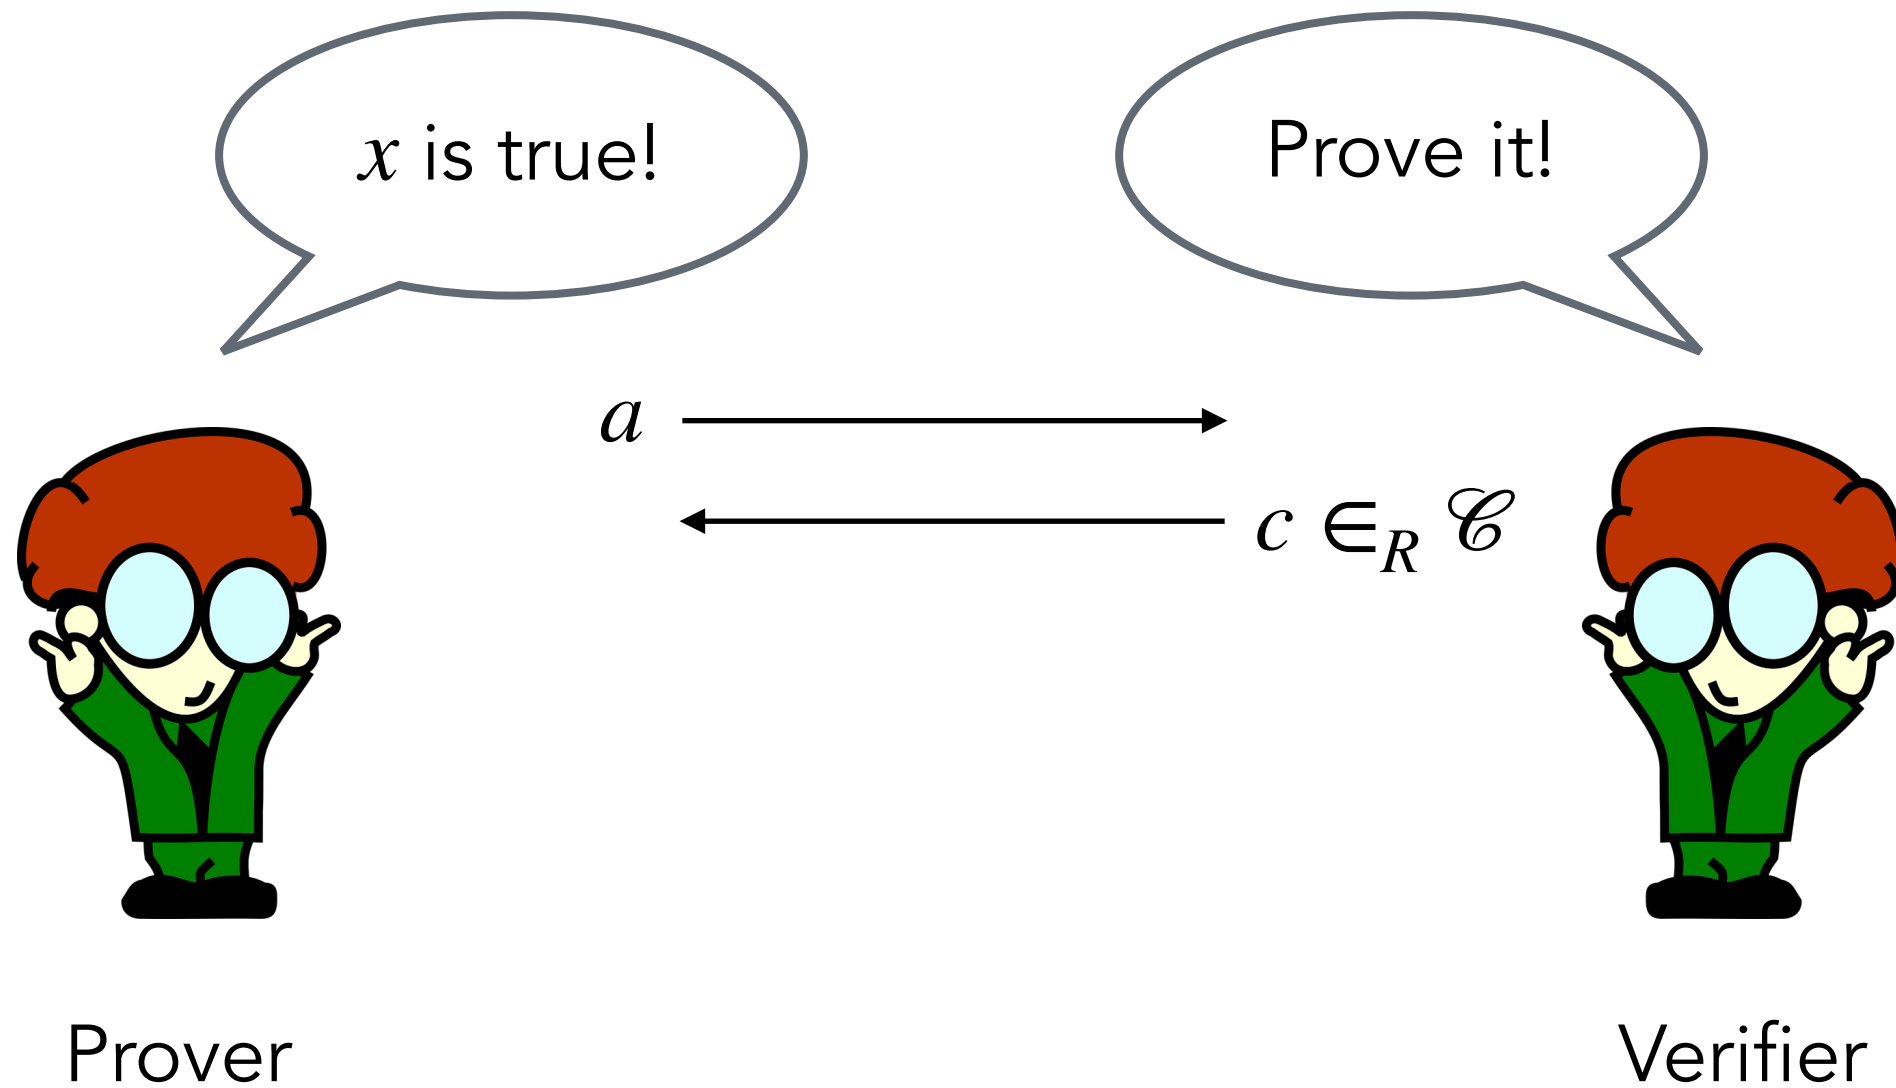 x is true!
Prove it!
a
c ∈_R 𝒞
Prover
Verifier